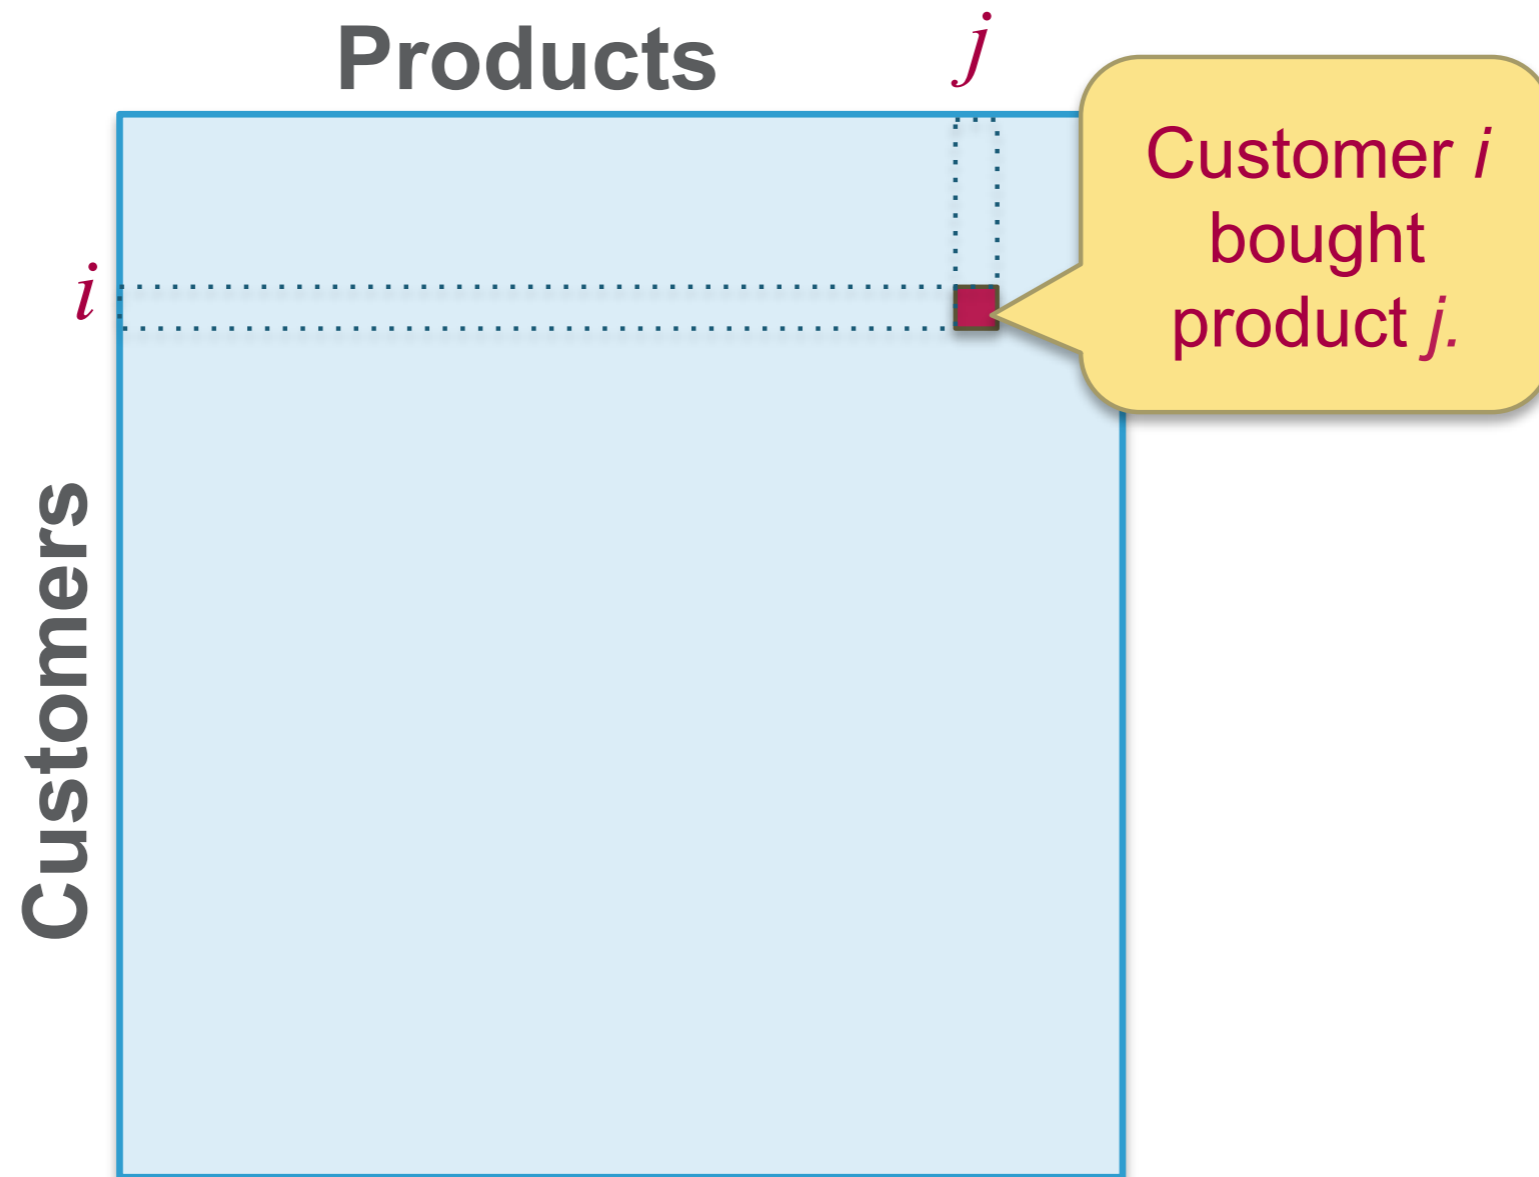 Products
j
Customer i
bought
product j.
i
Customers